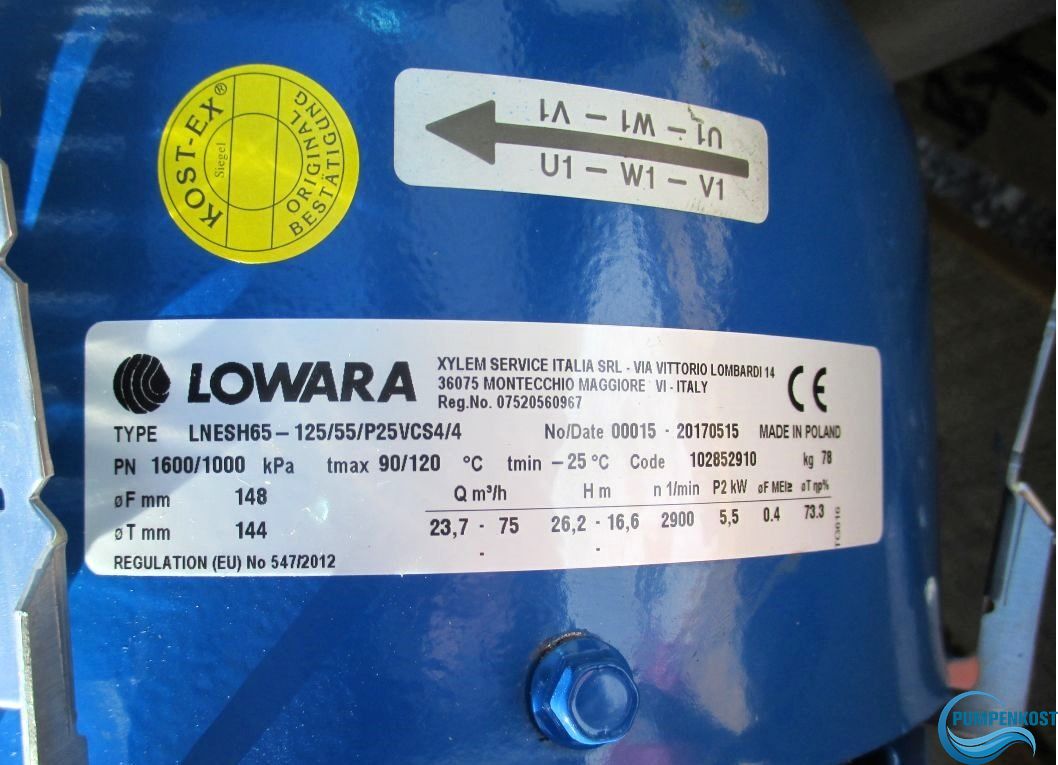 KOST-EX®
Siegel
ORIGINAL
BESTÄTIGUNG
U1 – W1 – V1
U1 – W1 – V1
LOWARA
XYLEM SERVICE ITALIA SRL - VIA VITTORIO LOMBARDI 14
36075 MONTECCHIO MAGGIORE VI - ITALY
Reg.No. 07520560967
CE
TYPE LNESH65-125/55/P25VCS4/4 No/Date 00015 - 20170515 MADE IN POLAND
PN 1600/1000 kPa tmax 90/120 °C tmin -25 °C Code 102852910 kg 78
øF mm 148 Q m³/h H m n 1/min P2 kW øF MEI≥ øT ηp%
øT mm 144 23,7 - 75 26,2 - 16,6 2900 5,5 0.4 73.3
- -
REGULATION (EU) No 547/2012
PUMPENKOST